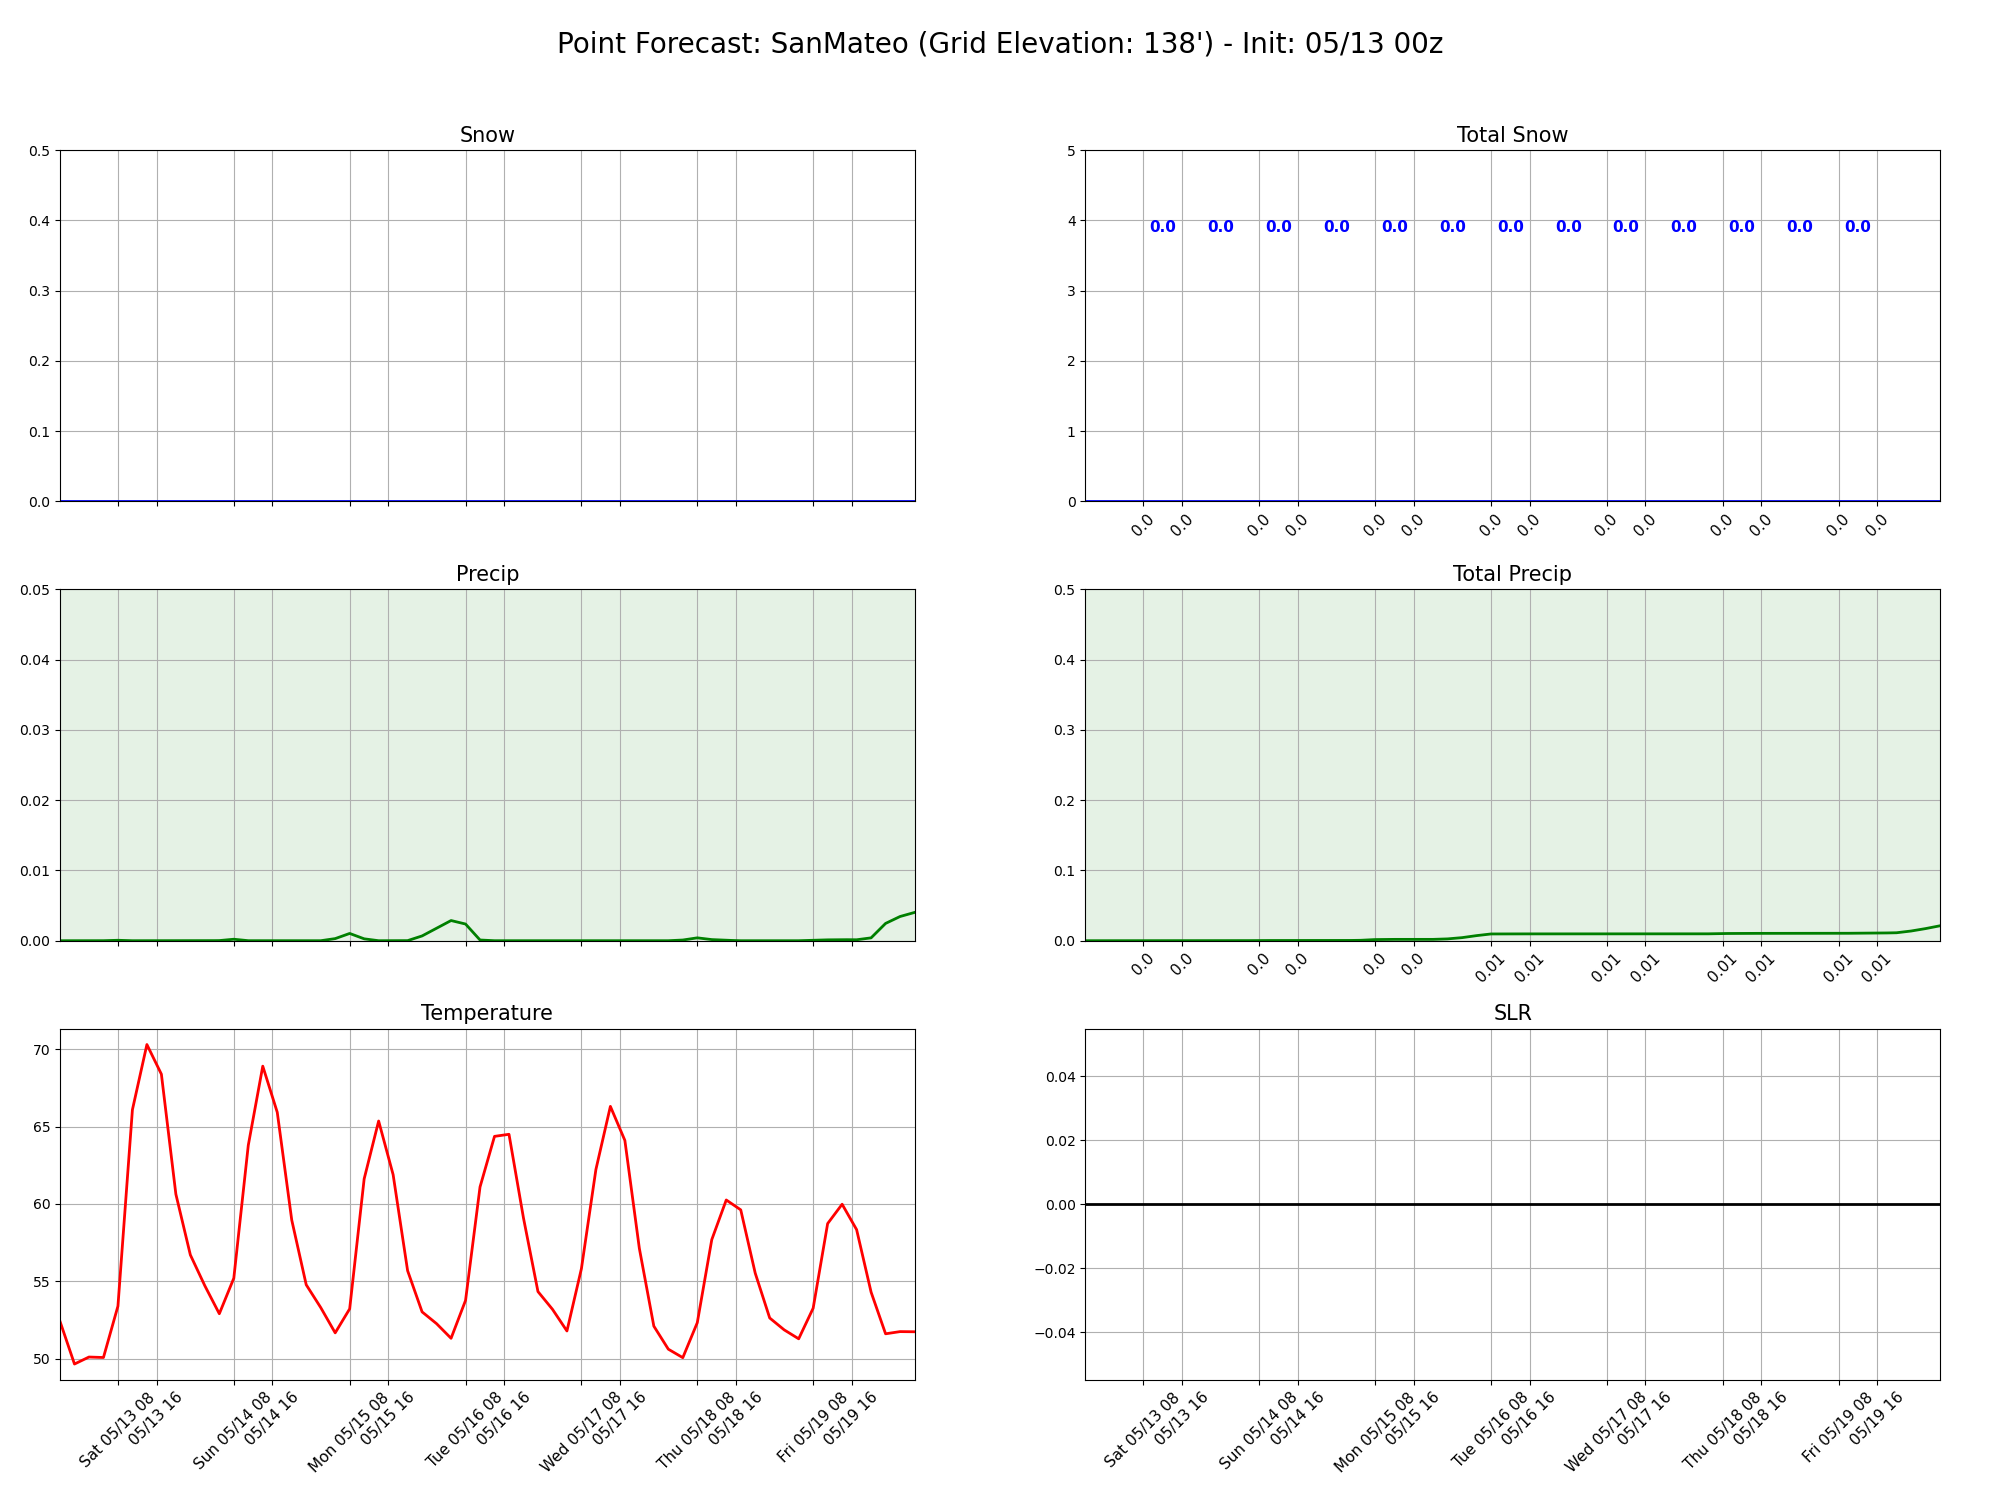 Point Forecast: SanMateo (Grid Elevation: 138') - Init: 05/13 00z
Snow
0.5
0.4
0.3
0.2
0.1
0.0
Total Snow
5
4
3
2
1
0
0.0 0.0 0.0 0.0 0.0 0.0 0.0 0.0 0.0 0.0 0.0 0.0 0.0
0.0 0.0 0.0 0.0 0.0 0.0 0.0 0.0 0.0 0.0 0.0 0.0 0.0 0.0
Precip
0.05
0.04
0.03
0.02
0.01
0.00
Total Precip
0.5
0.4
0.3
0.2
0.1
0.0
0.0 0.0 0.0 0.0 0.0 0.0 0.01 0.01 0.01 0.01 0.01 0.01 0.01 0.01
Temperature
70
65
60
55
50
Sat 05/13 08
05/13 16
Sun 05/14 08
05/14 16
Mon 05/15 08
05/15 16
Tue 05/16 08
05/16 16
Wed 05/17 08
05/17 16
Thu 05/18 08
05/18 16
Fri 05/19 08
05/19 16
SLR
0.04
0.02
0.00
−0.02
−0.04
Sat 05/13 08
05/13 16
Sun 05/14 08
05/14 16
Mon 05/15 08
05/15 16
Tue 05/16 08
05/16 16
Wed 05/17 08
05/17 16
Thu 05/18 08
05/18 16
Fri 05/19 08
05/19 16